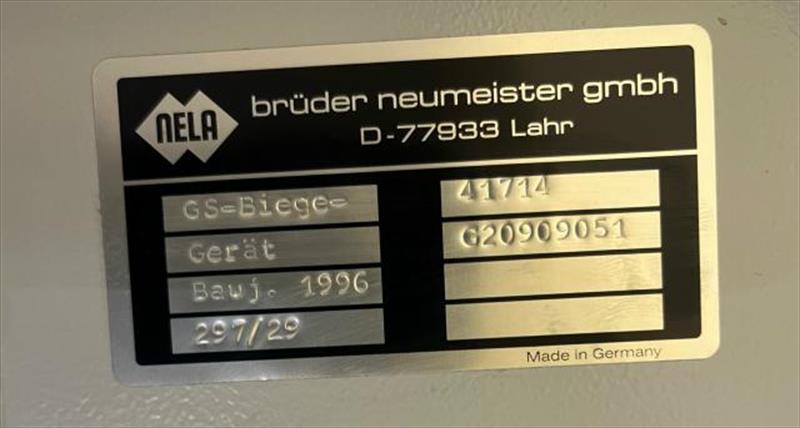 NELA
brüder neumeister gmbh
D-77933 Lahr
GS-Biege-
Gerät
Bauj. 1996
297/29
41714
G20909051
Made in Germany